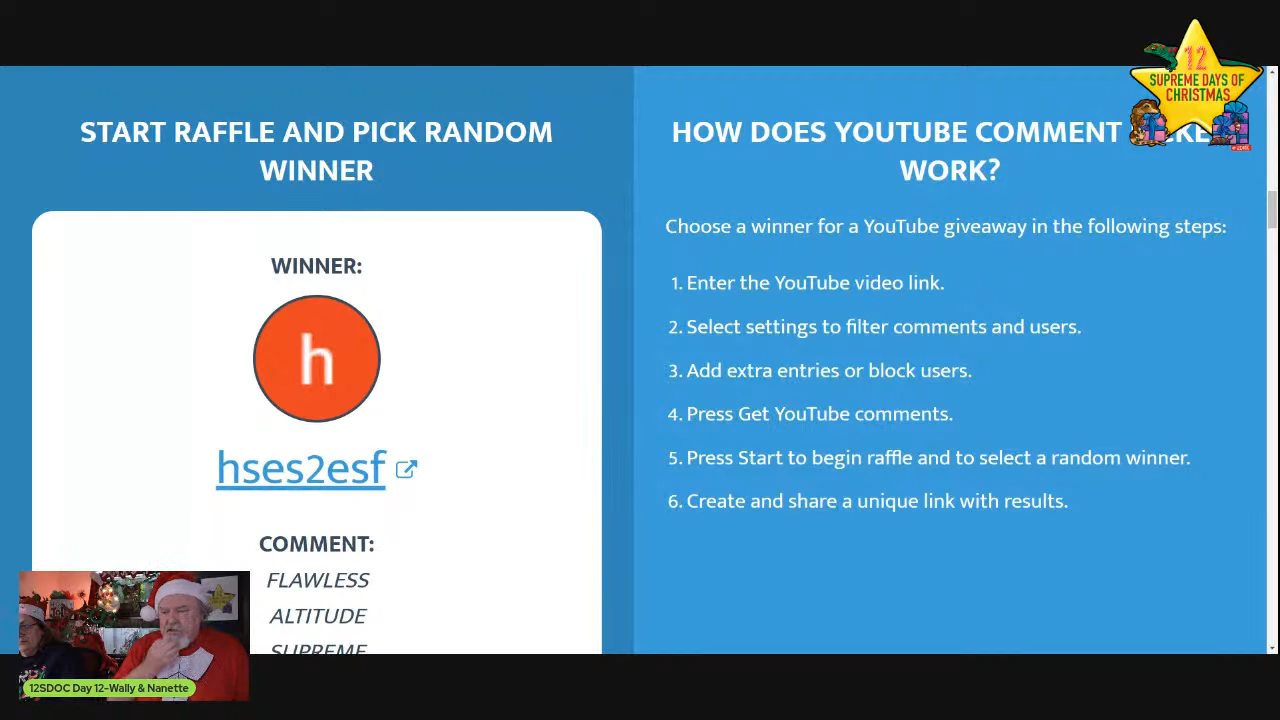 12
SUPREME DAYS OF
CHRISTMAS
START RAFFLE AND PICK RANDOM
WINNER
HOW DOES YOUTUBE COMMENT
WORK?
Choose a winner for a YouTube giveaway in the following steps:
1. Enter the YouTube video link.
2. Select settings to filter comments and users.
3. Add extra entries or block users.
4. Press Get YouTube comments.
5. Press Start to begin raffle and to select a random winner.
6. Create and share a unique link with results.
WINNER:
h
hses2esf
COMMENT:
FLAWLESS
ALTITUDE
SUPREME
12SDOC Day 12-Wally & Nanette